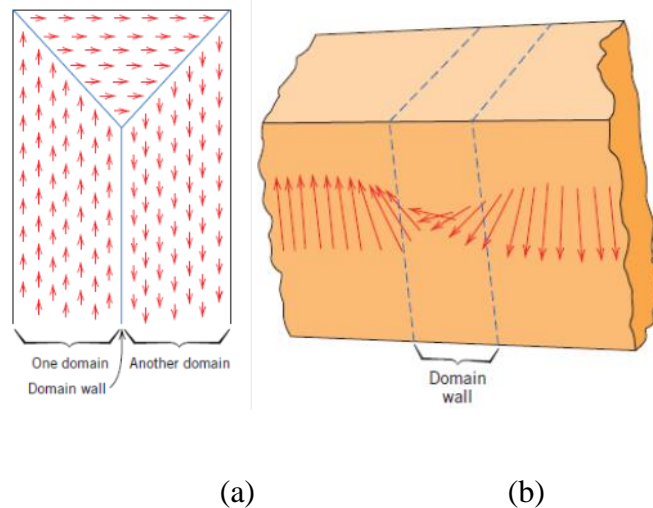 One domain Another domain
Domain wall
Domain
wall
(a) (b)